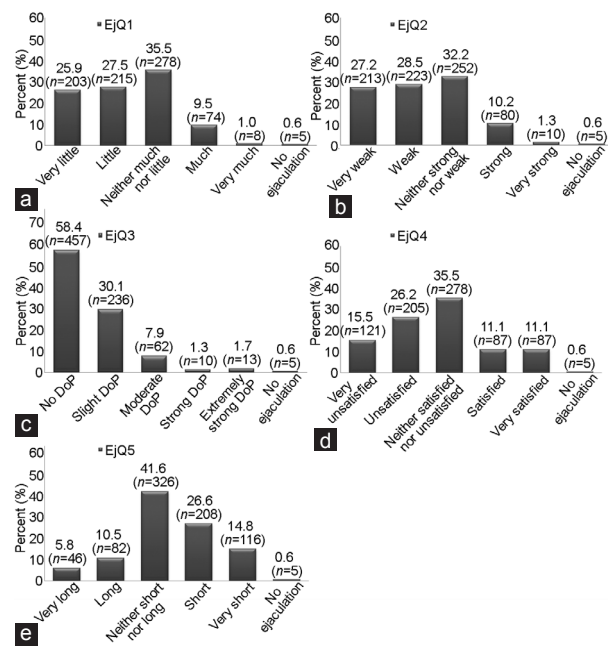 EjQ1
Percent (%)
60
50
40
30
20
10
0
25.9
(n=203)
27.5
(n=215)
35.5
(n=278)
9.5
(n=74)
1.0
(n=8)
0.6
(n=5)
Very little
Little
Neither much
nor little
Much
Very much
No
ejaculation
a
EjQ2
Percent (%)
60
50
40
30
20
10
0
27.2
(n=213)
28.5
(n=223)
32.2
(n=252)
10.2
(n=80)
1.3
(n=10)
0.6
(n=5)
Very weak
Weak
Neither strong
nor weak
Strong
Very strong
No
ejaculation
b
EjQ3
Percent (%)
70
60
50
40
30
20
10
0
58.4
(n=457)
30.1
(n=236)
7.9
(n=62)
1.3
(n=10)
1.7
(n=13)
0.6
(n=5)
No DoP
Slight DoP
Moderate
DoP
Strong DoP
Extremely
strong DoP
No
ejaculation
c
EjQ4
Percent (%)
60
50
40
30
20
10
0
15.5
(n=121)
26.2
(n=205)
35.5
(n=278)
11.1
(n=87)
11.1
(n=87)
0.6
(n=5)
Very
unsatisfied
Unsatisfied
Neither satisfied
nor unsatisfied
Satisfied
Very satisfied
No
ejaculation
d
EjQ5
Percent (%)
60
50
40
30
20
10
0
5.8
(n=46)
10.5
(n=82)
41.6
(n=326)
26.6
(n=208)
14.8
(n=116)
0.6
(n=5)
Very long
Long
Neither short
nor long
Short
Very short
No
ejaculation
e